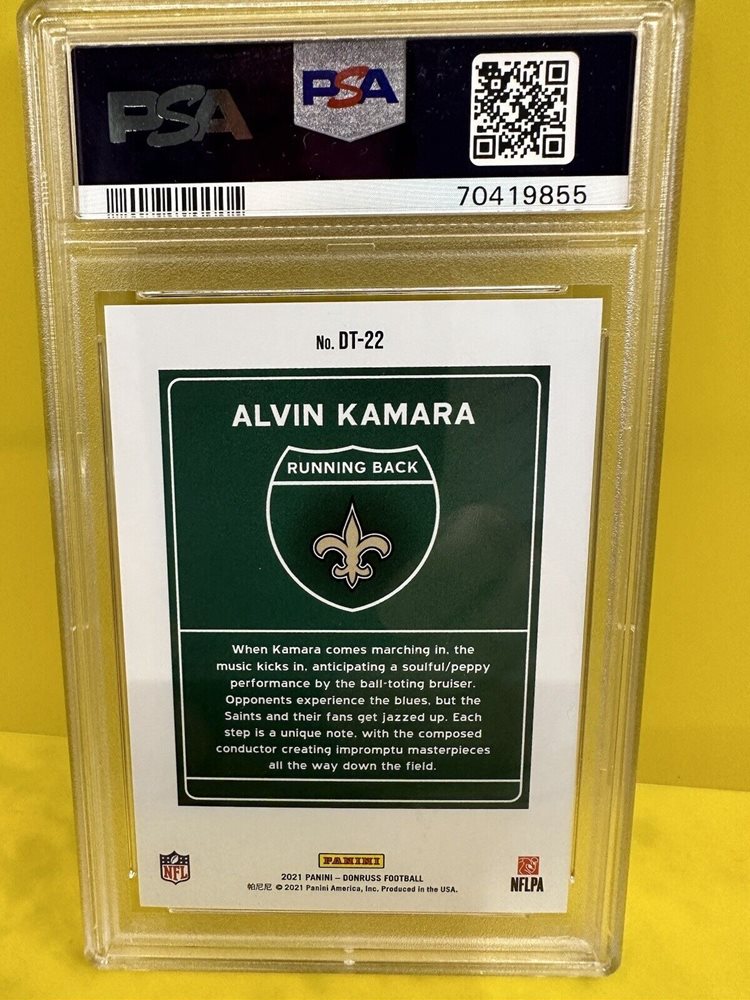 PSA PSA
70419855
No. DT-22
ALVIN KAMARA
RUNNING BACK
When Kamara comes marching in, the
music kicks in, anticipating a soulful/peppy
performance by the ball-toting bruiser.
Opponents experience the blues, but the
Saints and their fans get jazzed up. Each
step is a unique note, with the composed
conductor creating impromptu masterpieces
all the way down the field.
NFL
PANINI
NFLPA
2021 PANINI – DONRUSS FOOTBALL
帕尼尼 © 2021 Panini America, Inc. Produced in the USA.